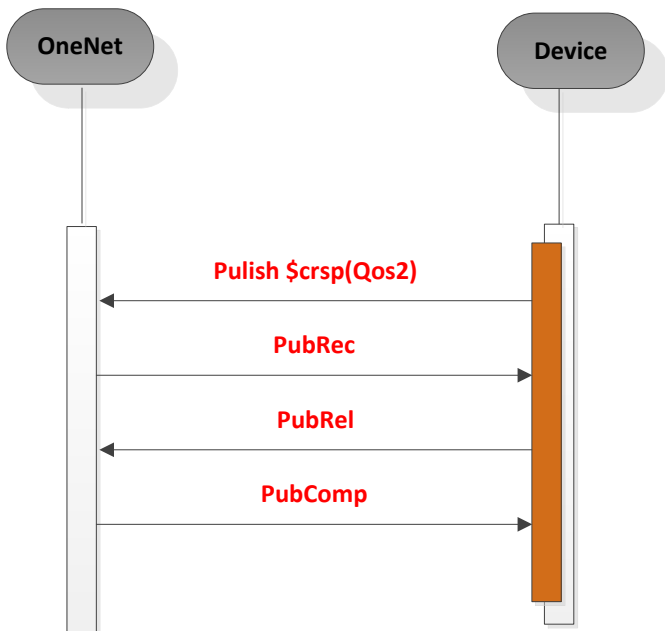 OneNet
Device
Pulish $crsp(Qos2)
PubRec
PubRel
PubComp